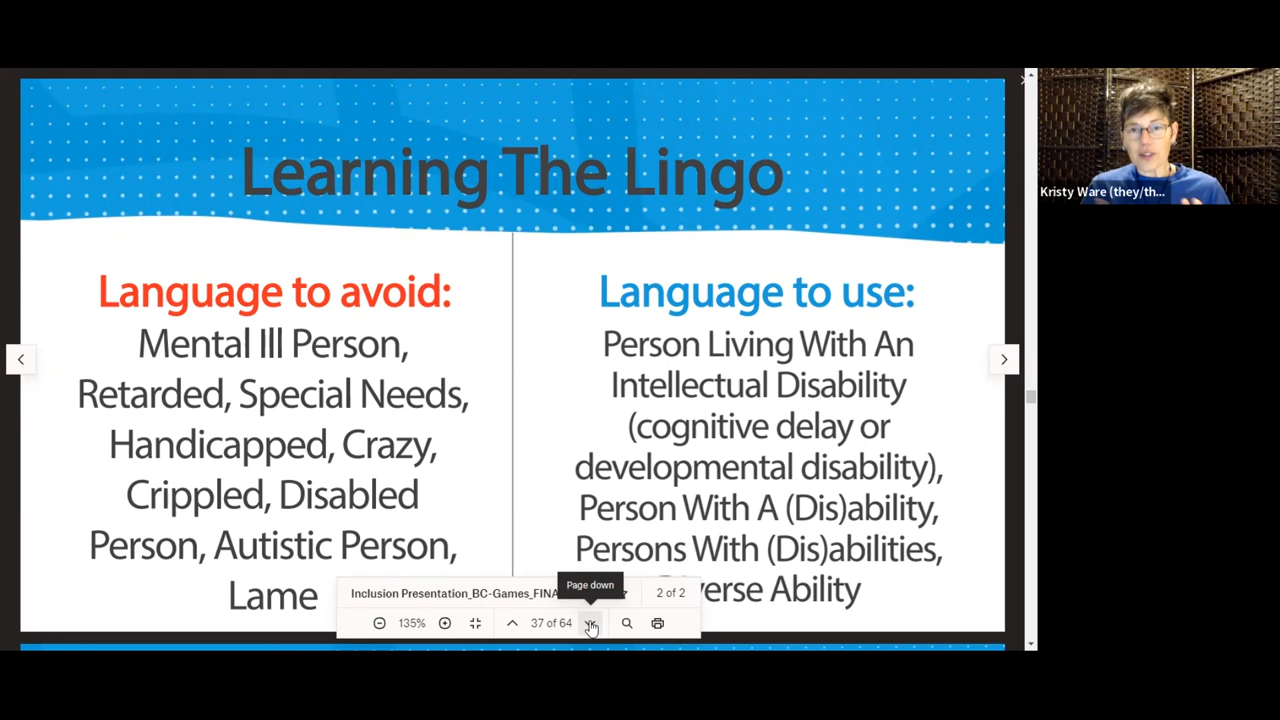 Learning The Lingo
Language to avoid:
Mental Ill Person,
Retarded, Special Needs,
Handicapped, Crazy,
Crippled, Disabled
Person, Autistic Person,
Lame
Language to use:
Person Living With An
Intellectual Disability
(cognitive delay or
developmental disability),
Person With A (Dis)ability,
Persons With (Dis)abilities,
Ability
Page down
Inclusion Presentation_BC-Games_FINA
2 of 2
135%
37 of 64
Kristy Ware (they/th...